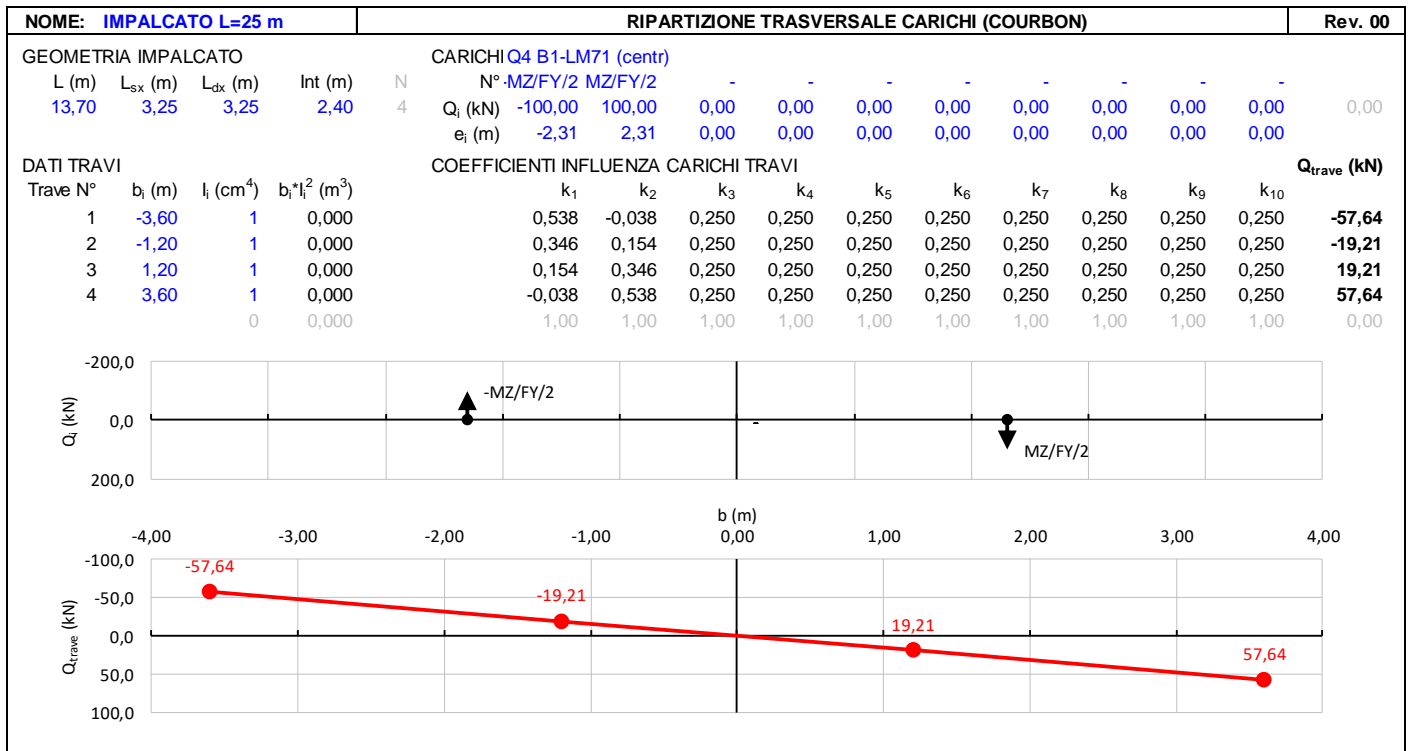 NOME: IMPALCATO L=25 m RIPARTIZIONE TRASVERSALE CARICHI (COURBON) Rev. 00
GEOMETRIA IMPALCATO CARICHI Q4 B1-LM71 (centr)
L (m) Lsx (m) Ldx (m) Int (m) N N° -MZ/FY/2 MZ/FY/2 - - - - - - - -
13,70 3,25 3,25 2,40 4 Qi (kN) -100,00 100,00 0,00 0,00 0,00 0,00 0,00 0,00 0,00 0,00 0,00
ei (m) -2,31 2,31 0,00 0,00 0,00 0,00 0,00 0,00 0,00 0,00
DATI TRAVI COEFFICIENTI INFLUENZA CARICHI TRAVI Qtrave (kN)
Trave N° bi (m) Ii (cm4) bi*Ii2 (m3) k1 k2 k3 k4 k5 k6 k7 k8 k9 k10
1 -3,60 1 0,000 0,538 -0,038 0,250 0,250 0,250 0,250 0,250 0,250 0,250 0,250 -57,64
2 -1,20 1 0,000 0,346 0,154 0,250 0,250 0,250 0,250 0,250 0,250 0,250 0,250 -19,21
3 1,20 1 0,000 0,154 0,346 0,250 0,250 0,250 0,250 0,250 0,250 0,250 0,250 19,21
4 3,60 1 0,000 -0,038 0,538 0,250 0,250 0,250 0,250 0,250 0,250 0,250 0,250 57,64
0 0,000 1,00 1,00 1,00 1,00 1,00 1,00 1,00 1,00 1,00 1,00 0,00
-200,0
-MZ/FY/2
0,0
-
Qi (kN)
MZ/FY/2
200,0
b (m)
-4,00 -3,00 -2,00 -1,00 0,00 1,00 2,00 3,00 4,00
-100,0
-57,64
-50,0
-19,21
19,21
0,0
Qtrave (kN)
57,64
50,0
100,0